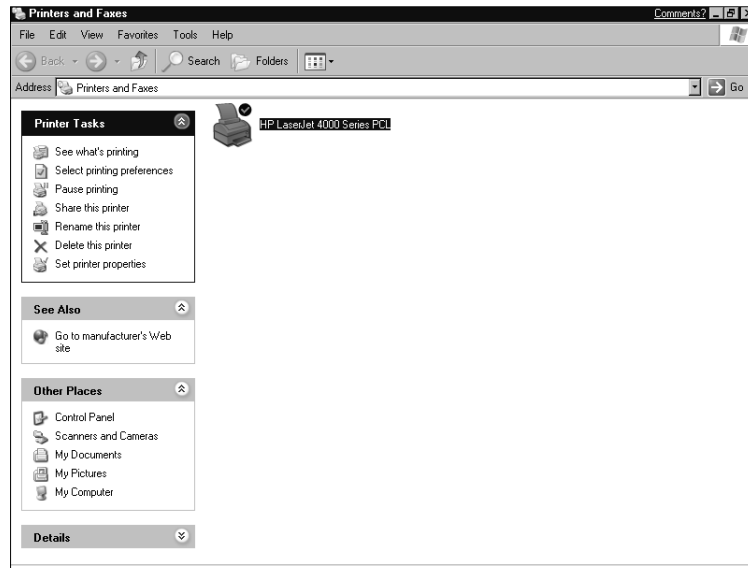 Printers and Faxes
Comments?
File Edit View Favorites Tools Help
Back Search Folders
Address Printers and Faxes Go
Printer Tasks
See what's printing
Select printing preferences
Pause printing
Share this printer
Rename this printer
Delete this printer
Set printer properties
See Also
Go to manufacturer's Web
site
Other Places
Control Panel
Scanners and Cameras
My Documents
My Pictures
My Computer
Details
HP LaserJet 4000 Series PCL